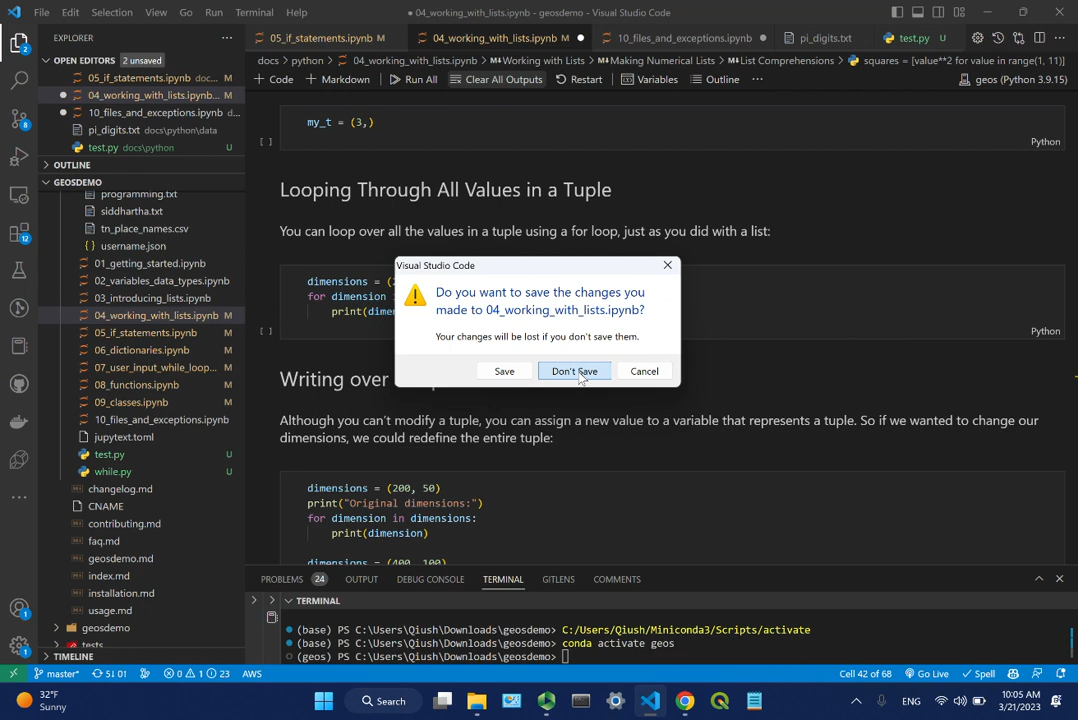 File Edit Selection View Go Run Terminal Help
● 04_working_with_lists.ipynb - geosdemo - Visual Studio Code
EXPLORER
05_if_statements.ipynb M
04_working_with_lists.ipynb M ●
10_files_and_exceptions.ipynb ●
pi_digits.txt
test.py U
OPEN EDITORS 2 unsaved
docs > python > 04_working_with_lists.ipynb > M↓Working with Lists > M↓Making Numerical Lists > M↓List Comprehensions > squares = [value**2 for value in range(1, 11)]
05_if_statements.ipynb doc... M
+ Code + Markdown Run All Clear All Outputs Restart Variables Outline ... geos (Python 3.9.15)
04_working_with_lists.ipynb... M
10_files_and_exceptions.ipynb d...
pi_digits.txt docs\python\data
test.py docs\python U
OUTLINE
GEOSDEMO
programming.txt
siddhartha.txt
tn_place_names.csv
{ } username.json
01_getting_started.ipynb
02_variables_data_types.ipynb
03_introducing_lists.ipynb
04_working_with_lists.ipynb M
05_if_statements.ipynb M
06_dictionaries.ipynb M
07_user_input_while_loop... M
08_functions.ipynb M
09_classes.ipynb M
10_files_and_exceptions.ipynb
jupytext.toml
test.py U
while.py U
changelog.md
CNAME
contributing.md
faq.md
geosdemo.md
index.md
installation.md
usage.md
geosdemo
tests
TIMELINE
my_t = (3,)
[ ] Python
Looping Through All Values in a Tuple
You can loop over all the values in a tuple using a for loop, just as you did with a list:
dimensions = (2
for dimension
print(dime
[ ] Python
Visual Studio Code
Do you want to save the changes you
made to 04_working_with_lists.ipynb?
Your changes will be lost if you don't save them.
Save Don't Save Cancel
Writing over
Although you can't modify a tuple, you can assign a new value to a variable that represents a tuple. So if we wanted to change our
dimensions, we could redefine the entire tuple:
dimensions = (200, 50)
print("Original dimensions:")
for dimension in dimensions:
print(dimension)
dimensions = (400, 100)
PROBLEMS 24 OUTPUT DEBUG CONSOLE TERMINAL GITLENS COMMENTS
TERMINAL
(base) PS C:\Users\Qiush\Downloads\geosdemo> C:/Users/Qiush/Miniconda3/Scripts/activate
(base) PS C:\Users\Qiush\Downloads\geosdemo> conda activate geos
(geos) PS C:\Users\Qiush\Downloads\geosdemo>
master* 5↓ 0↑ 0 1 23 AWS Cell 42 of 68 Go Live Spell
32°F
Sunny
Search
ENG
10:05 AM
3/21/2023